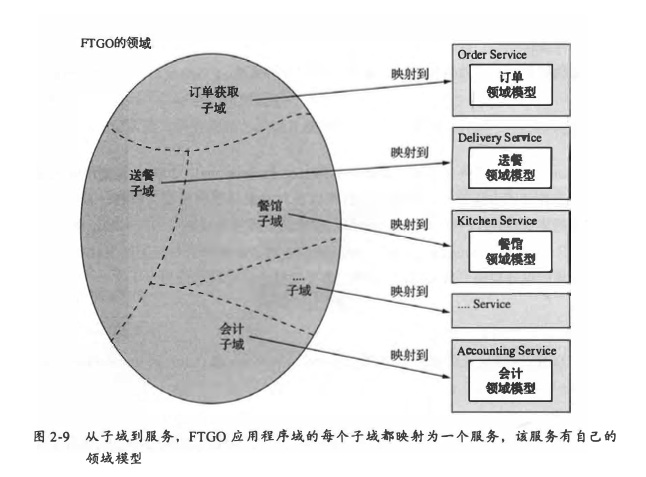 FTGO的领域
订单获取
子域
送餐
子域
餐馆
子域
....
子域
会计
子域
映射到
映射到
映射到
映射到
映射到
Order Service
订单
领域模型
Delivery Service
送餐
领域模型
Kitchen Service
餐馆
领域模型
.... Service
Accounting Service
会计
领域模型
图 2-9 从子域到服务，FTGO 应用程序域的每个子域都映射为一个服务，该服务有自己的
领域模型